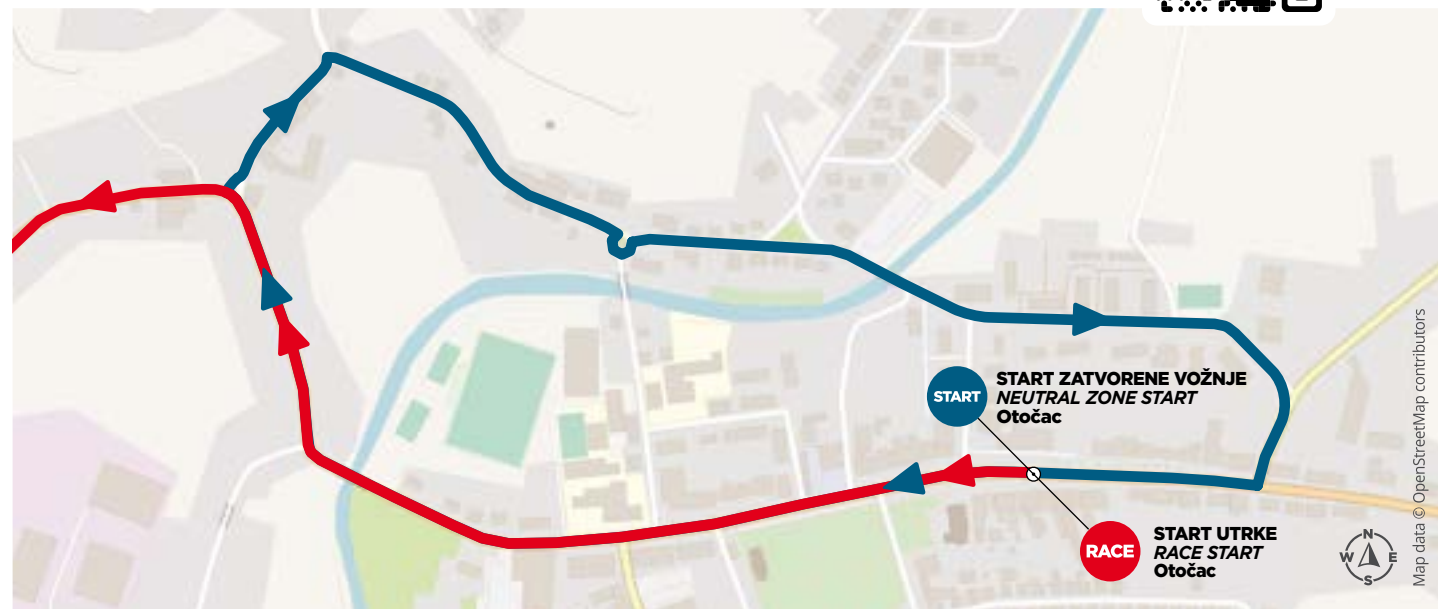 START
START ZATVORENE VOŽNJE
NEUTRAL ZONE START
Otočac
RACE
START UTRKE
RACE START
Otočac
N
W E
S
Map data © OpenStreetMap contributors